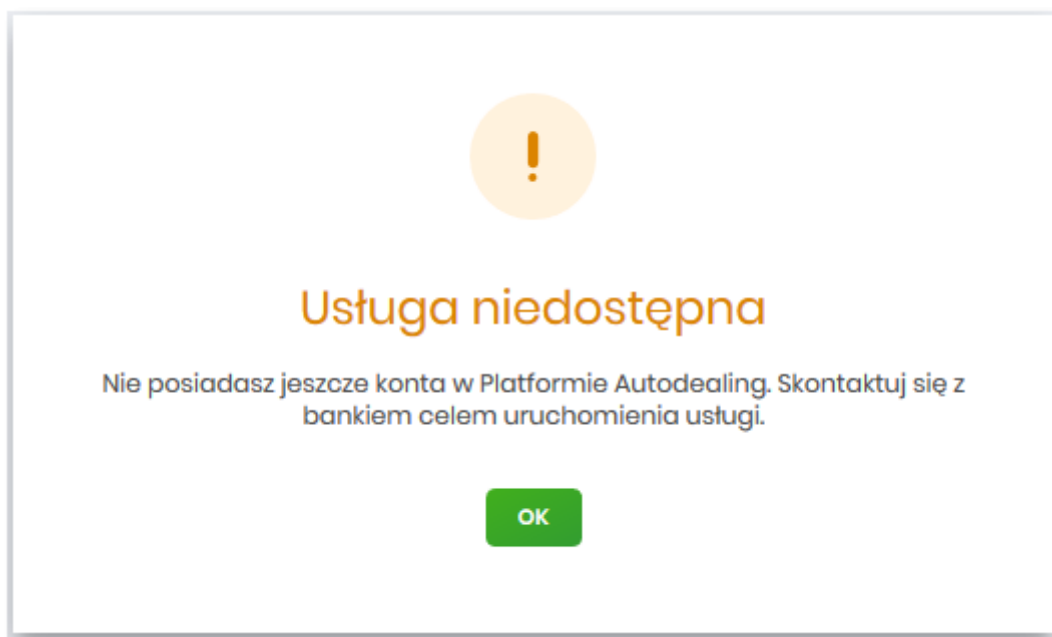 Usługa niedostępna
Nie posiadasz jeszcze konta w Platformie Autodealing. Skontaktuj się z
bankiem celem uruchomienia usługi.
OK